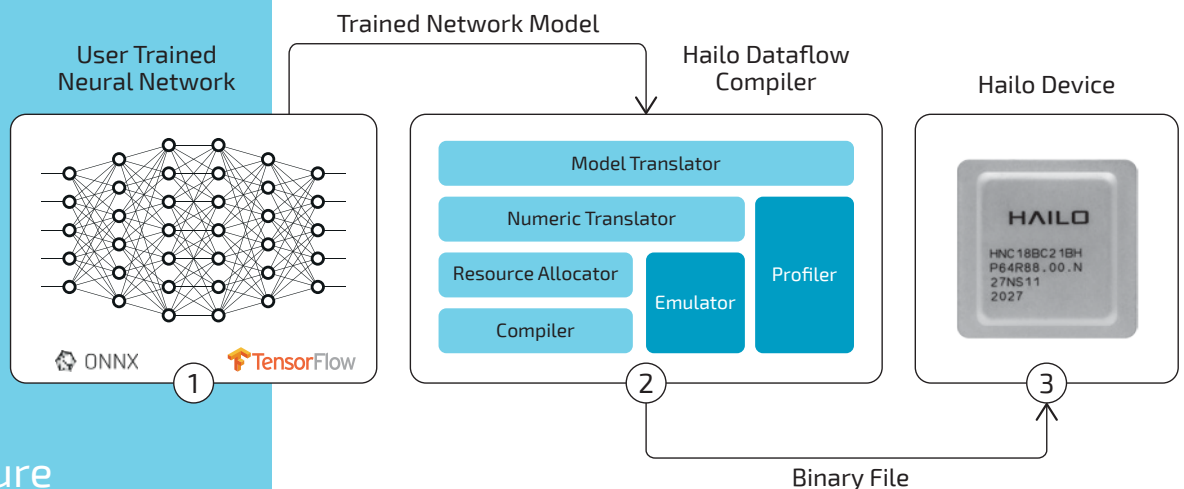 Trained Network Model
User Trained
Neural Network
Hailo Dataflow
Compiler
Hailo Device
Model Translator
Numeric Translator
Resource Allocator
Compiler
Emulator
Profiler
HAILO
HNC18BC21BH
P64R88.00.N
27NS11
2027
ONNX
TensorFlow
1
2
3
Binary File
ure